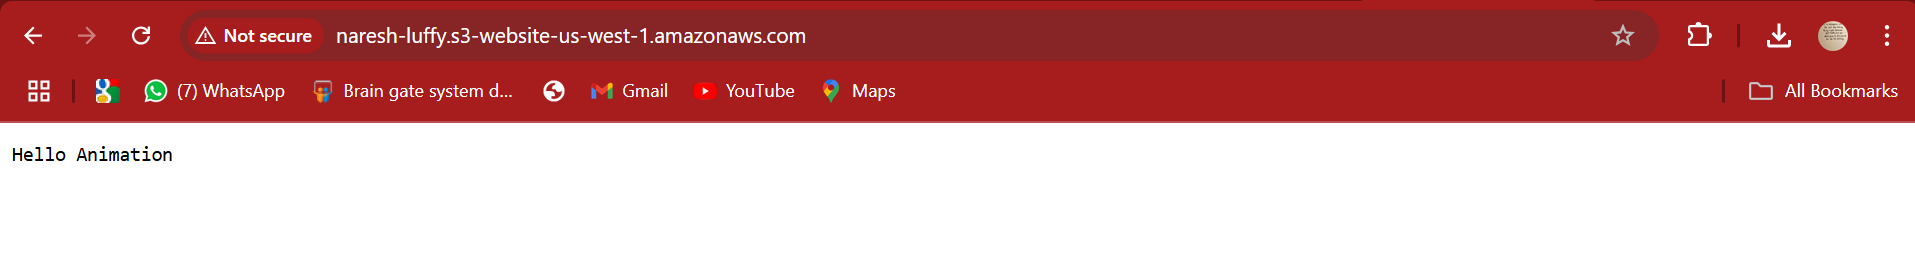 Not secure naresh-luffy.s3-website-us-west-1.amazonaws.com
(7) WhatsApp Brain gate system d... Gmail YouTube Maps All Bookmarks
Hello Animation